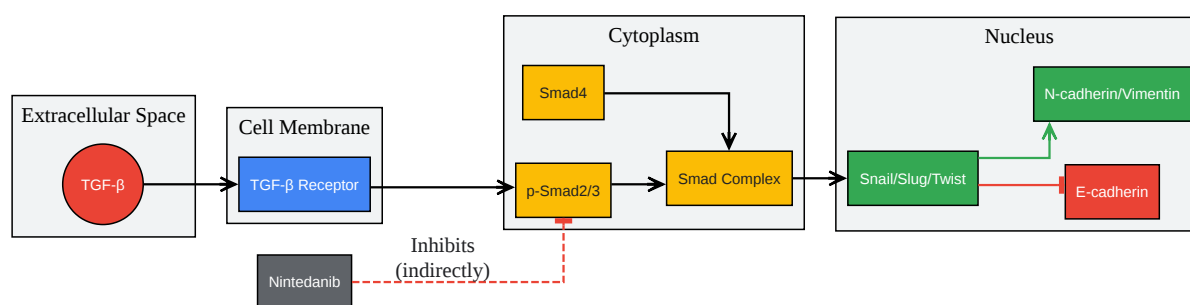 Extracellular Space
TGF-β
Cell Membrane
TGF-β Receptor
Cytoplasm
Smad4
p-Smad2/3
Smad Complex
Nucleus
N-cadherin/Vimentin
Snail/Slug/Twist
E-cadherin
Nintedanib
Inhibits
(indirectly)